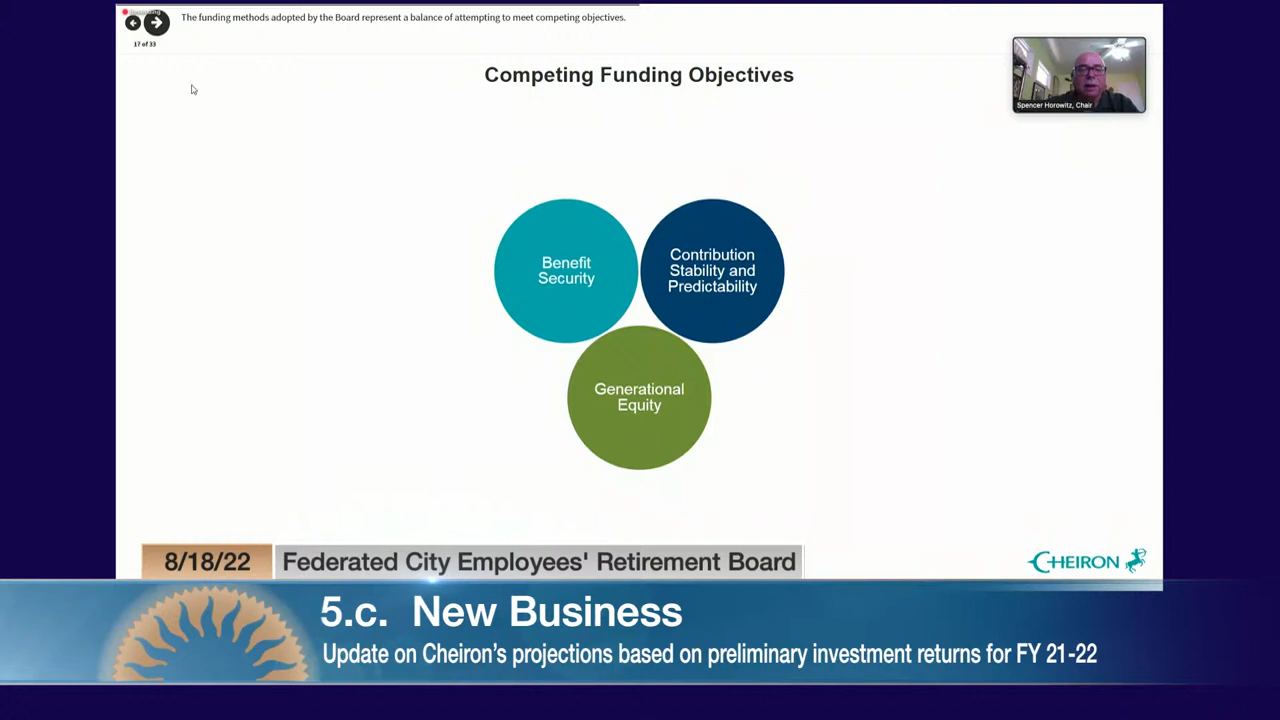 The funding methods adopted by the Board represent a balance of attempting to meet competing objectives.
17 of 33
Competing Funding Objectives
Spencer Horowitz, Chair
Benefit
Security
Contribution
Stability and
Predictability
Generational
Equity
8/18/22
Federated City Employees' Retirement Board
CHEIRON
5.c. New Business
Update on Cheiron's projections based on preliminary investment returns for FY 21-22